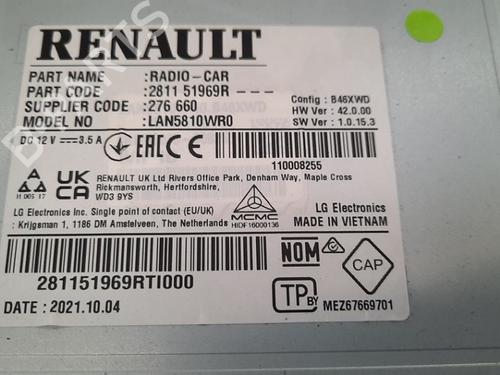 RENAULT
PART NAME : RADIO-CAR
PART CODE : 2811 51969R - - -
SUPPLIER CODE : 276 660
MODEL NO : LAN5810WR0
Config : B46XWD
HW Ver : 42.0.00
SW Ver : 1.0.15.3
DC 12 V 3.5 A
EAC CE
110008255
UK CA
RENAULT UK Ltd Rivers Office Park, Denham Way, Maple Cross
Rickmansworth, Hertfordshire,
WD3 9YS
LG Electronics Inc. Single point of contact (EU/UK)
: Krijgsman 1, 1186 DM Amstelveen, The Netherlands
MCMC
HIDF16000136
LG Electronics
MADE IN VIETNAM
281151969RTI000
NOM
CAP
DATE : 2021.10.04
TP BY
MEZ67669701